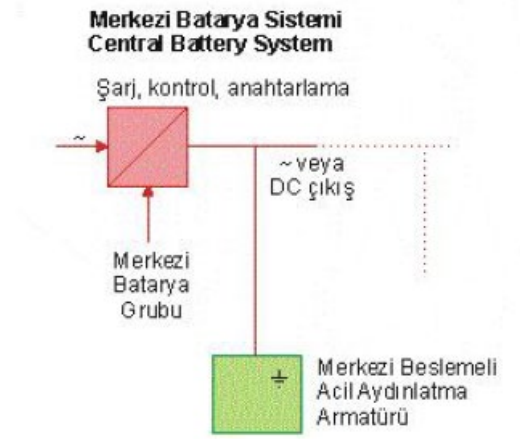 Merkezi Batarya Sistemi
Central Battery System
Şarj, kontrol, anahtarlama
~
~ veya
DC çıkış
Merkezi
Batarya
Grubu
Merkezi Beslemeli
Acil Aydınlatma
Armatürü